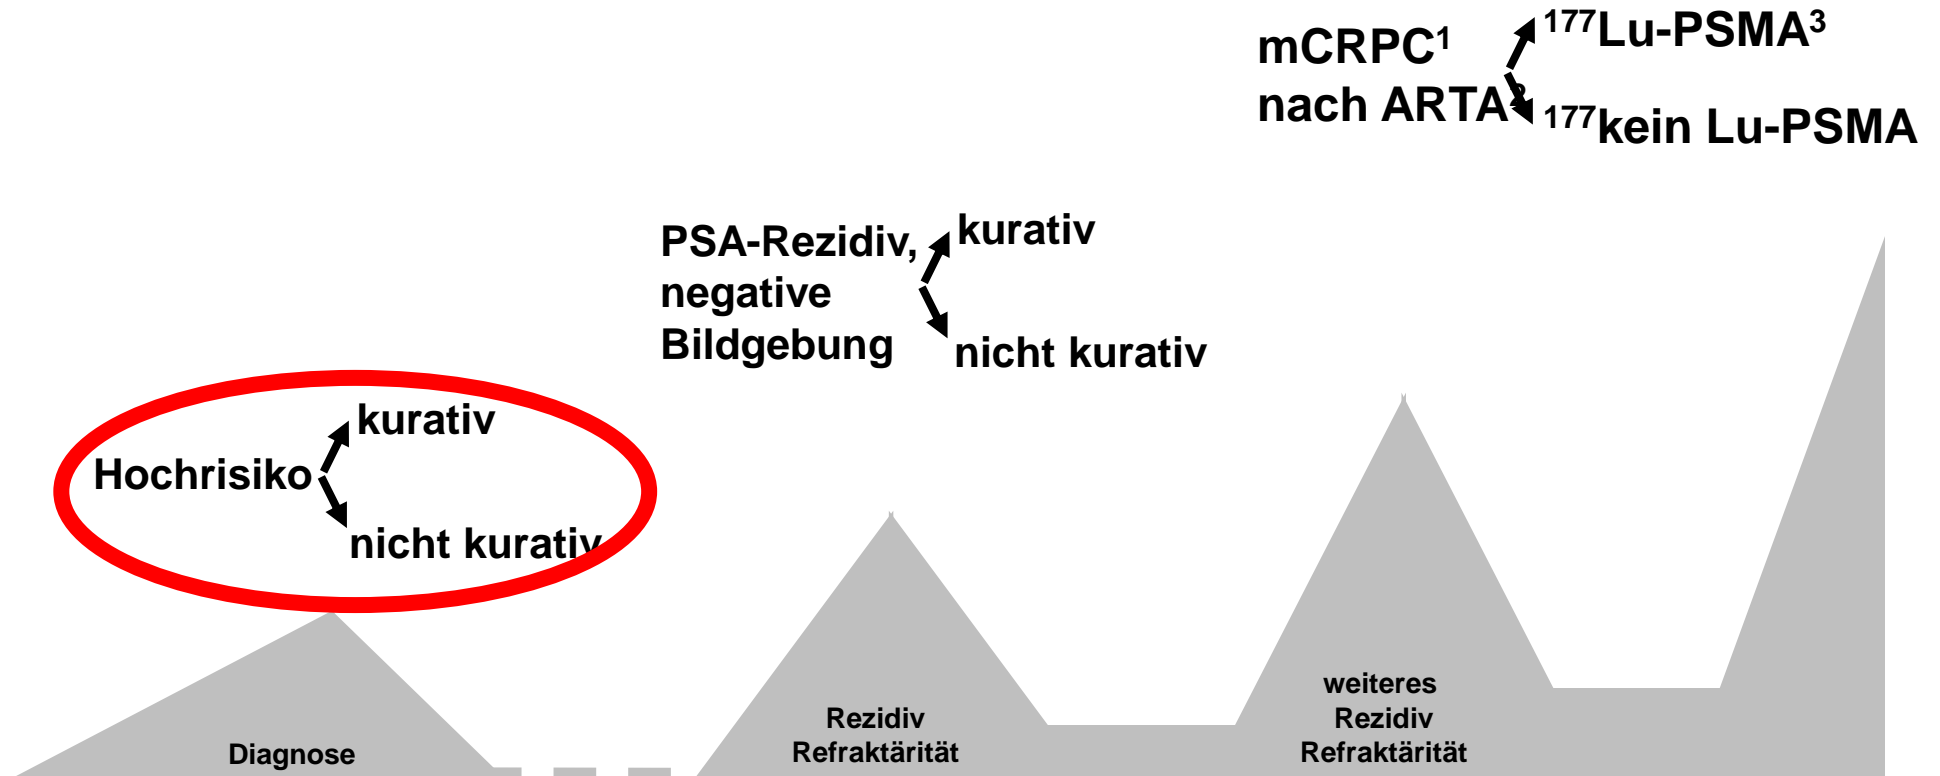 mCRPC¹
nach ARTA²
¹⁷⁷Lu-PSMA³
¹⁷⁷kein Lu-PSMA
PSA-Rezidiv,
negative
Bildgebung
kurativ
nicht kurativ
Hochrisiko
kurativ
nicht kurativ
Diagnose
Rezidiv
Refraktärität
weiteres
Rezidiv
Refraktärität